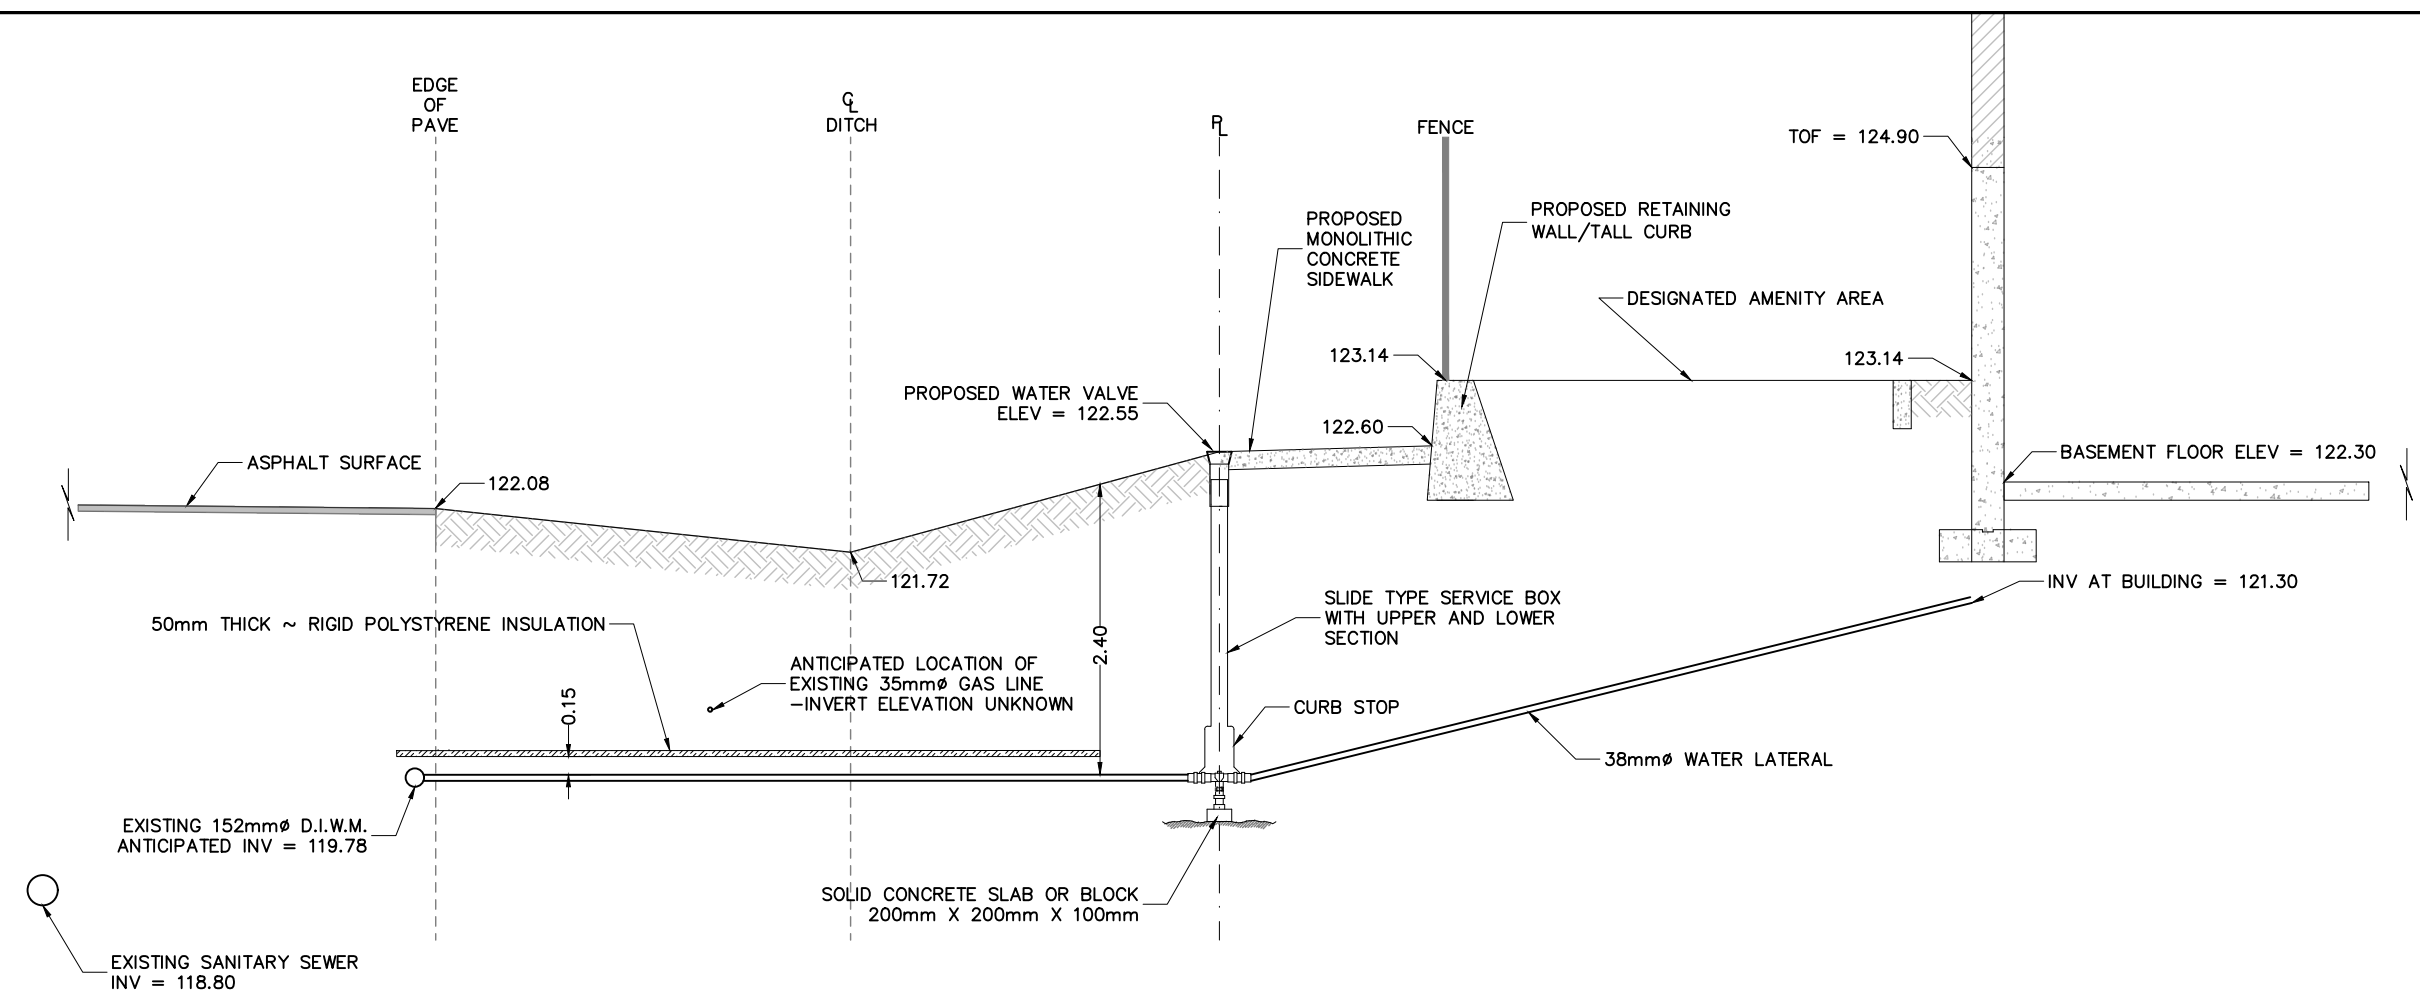 EDGE
OF
PAVE
CL
DITCH
PL
FENCE
TOF = 124.90
PROPOSED
MONOLITHIC
CONCRETE
SIDEWALK
PROPOSED RETAINING
WALL/TALL CURB
DESIGNATED AMENITY AREA
123.14
123.14
PROPOSED WATER VALVE
ELEV = 122.55
122.60
ASPHALT SURFACE
122.08
BASEMENT FLOOR ELEV = 122.30
121.72
INV AT BUILDING = 121.30
50mm THICK ~ RIGID POLYSTYRENE INSULATION
SLIDE TYPE SERVICE BOX
WITH UPPER AND LOWER
SECTION
2.40
ANTICIPATED LOCATION OF
EXISTING 35mmø GAS LINE
-INVERT ELEVATION UNKNOWN
0.15
CURB STOP
38mmø WATER LATERAL
EXISTING 152mmø D.I.W.M.
ANTICIPATED INV = 119.78
SOLID CONCRETE SLAB OR BLOCK
200mm X 200mm X 100mm
EXISTING SANITARY SEWER
INV = 118.80